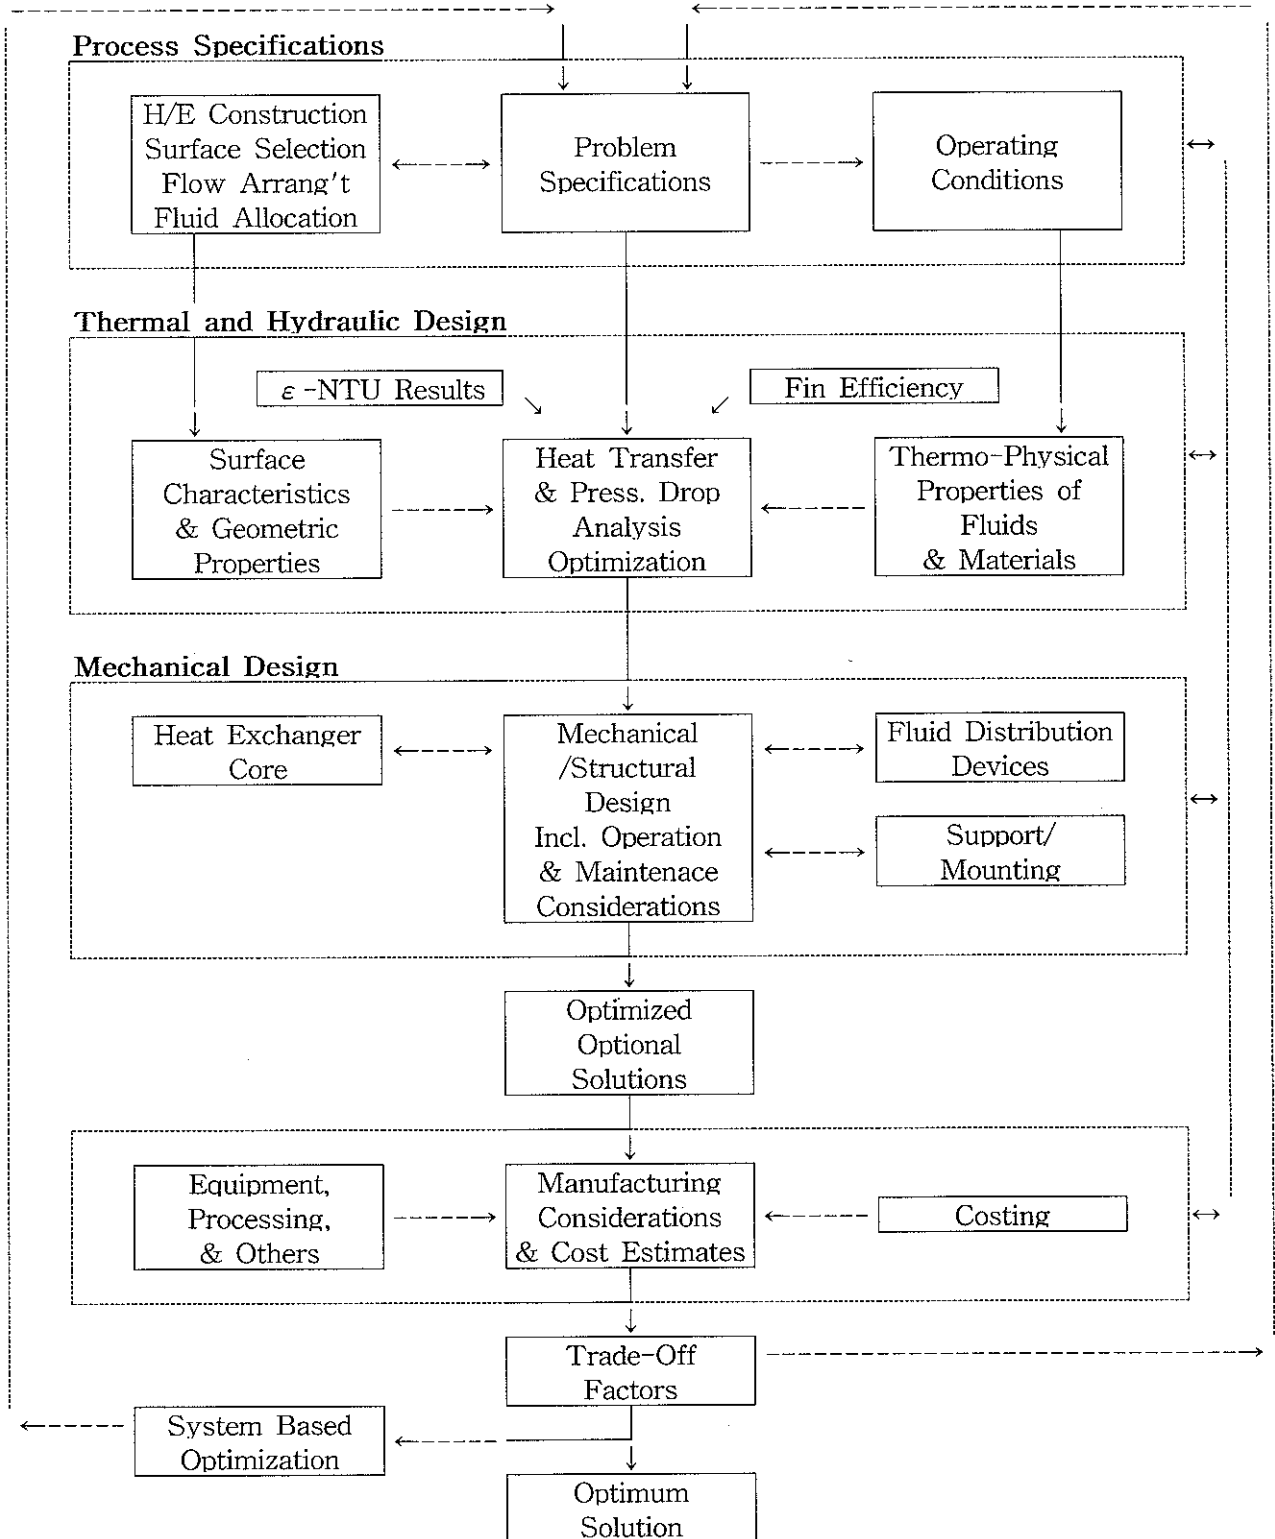 Process Specifications
H/E Construction
Surface Selection
Flow Arrang't
Fluid Allocation
Problem
Specifications
Operating
Conditions
Thermal and Hydraulic Design
ε-NTU Results
Fin Efficiency
Surface
Characteristics
& Geometric
Properties
Heat Transfer
& Press. Drop
Analysis
Optimization
Thermo-Physical
Properties of
Fluids
& Materials
Mechanical Design
Heat Exchanger
Core
Mechanical
/Structural
Design
Incl. Operation
& Maintenace
Considerations
Fluid Distribution
Devices
Support/
Mounting
Optimized
Optional
Solutions
Equipment,
Processing,
& Others
Manufacturing
Considerations
& Cost Estimates
Costing
Trade-Off
Factors
System Based
Optimization
Optimum
Solution